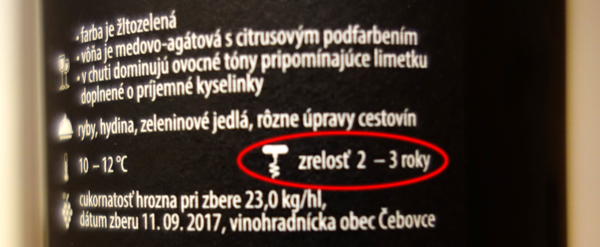 • farba je žltozelená
• vôňa je medovo-agátová s citrusovým podfarbením
• v chuti dominujú ovocné tóny pripomínajúce limetku
doplnené o príjemné kyselinky
ryby, hydina, zeleninové jedlá, rôzne úpravy cestovín
10 – 12 °C zrelosť 2 – 3 roky
cukornatosť hrozna pri zbere 23,0 kg/hl,
dátum zberu 11. 09. 2017, vinohradnícka obec Čebovce